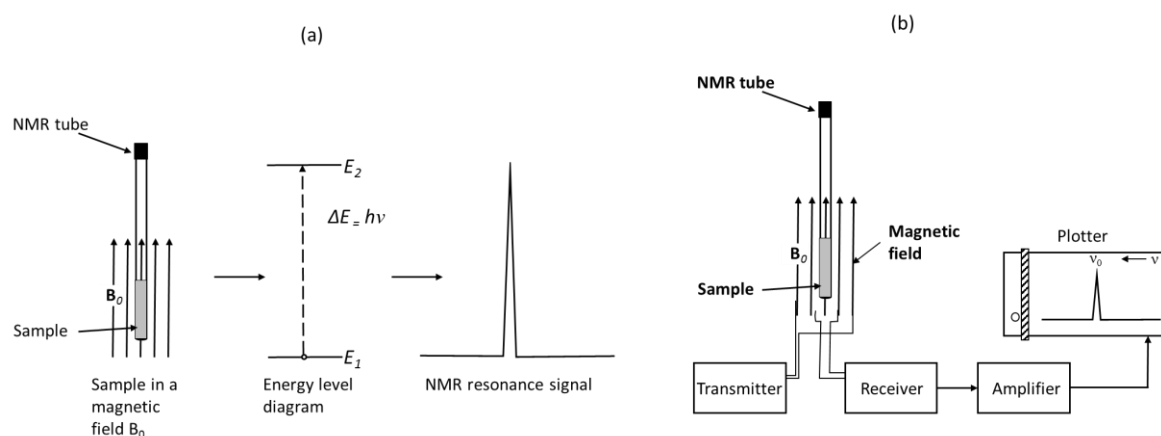 (a)
NMR tube
B0
Sample
Sample in a
magnetic
field B0
E2
ΔE = hν
E1
Energy level
diagram
NMR resonance signal
(b)
NMR tube
B0
Magnetic
field
Sample
Plotter
ν0
ν
Transmitter
Receiver
Amplifier